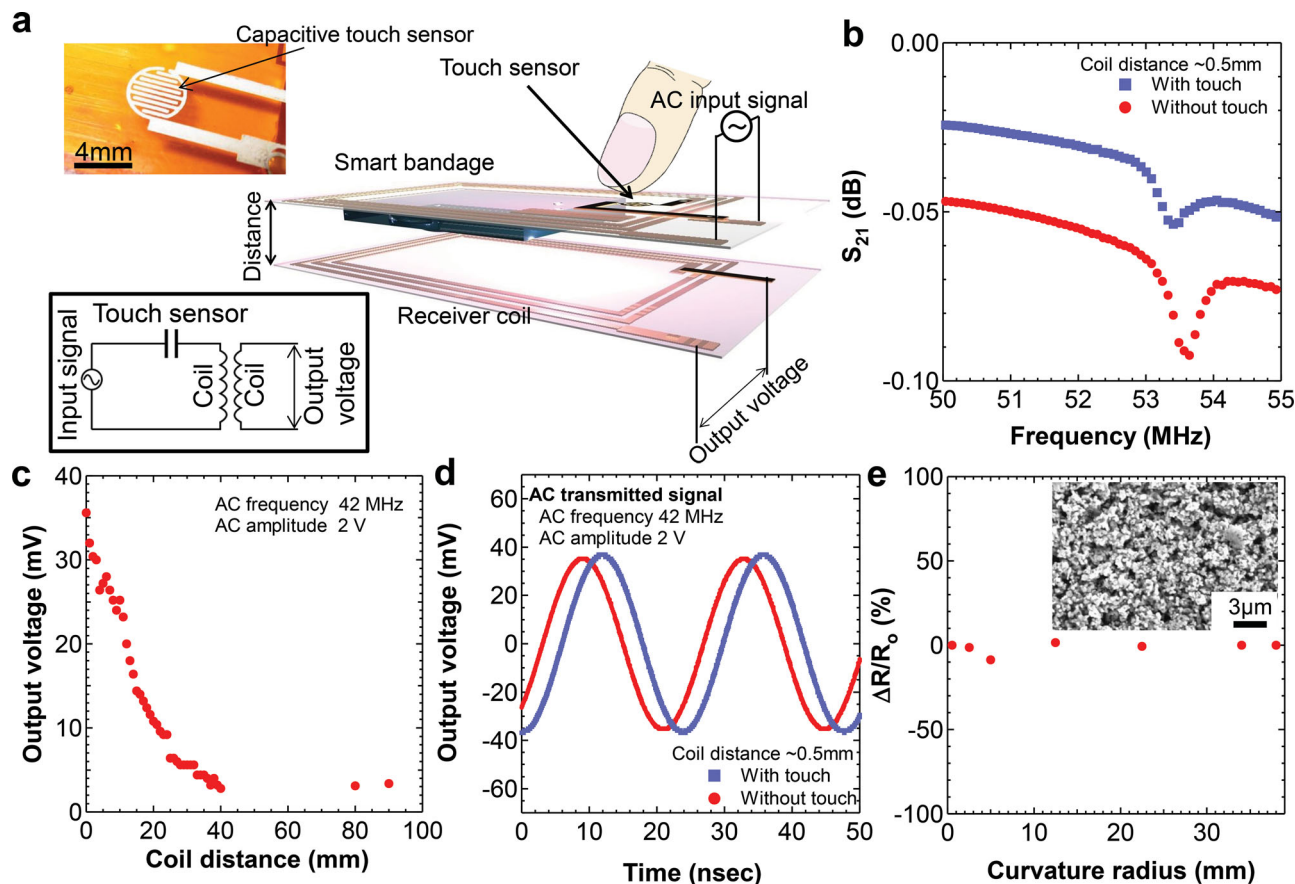 a
Capacitive touch sensor
Touch sensor
AC input signal
4mm
Smart bandage
Distance
Receiver coil
Output voltage
Touch sensor
Input signal
Coil
Coil
Output
voltage
b
0.00
-0.05
-0.10
S21 (dB)
Coil distance ~0.5mm
With touch
Without touch
50 51 52 53 54 55
Frequency (MHz)
c
40
30
20
10
0
Output voltage (mV)
AC frequency 42 MHz
AC amplitude 2 V
0 20 40 60 80 100
Coil distance (mm)
d
60
40
20
0
-20
-40
-60
Output voltage (mV)
AC transmitted signal
AC frequency 42 MHz
AC amplitude 2 V
Coil distance ~0.5mm
With touch
Without touch
0 10 20 30 40 50
Time (nsec)
e
100
50
0
-50
-100
ΔR/Ro (%)
3μm
0 10 20 30
Curvature radius (mm)